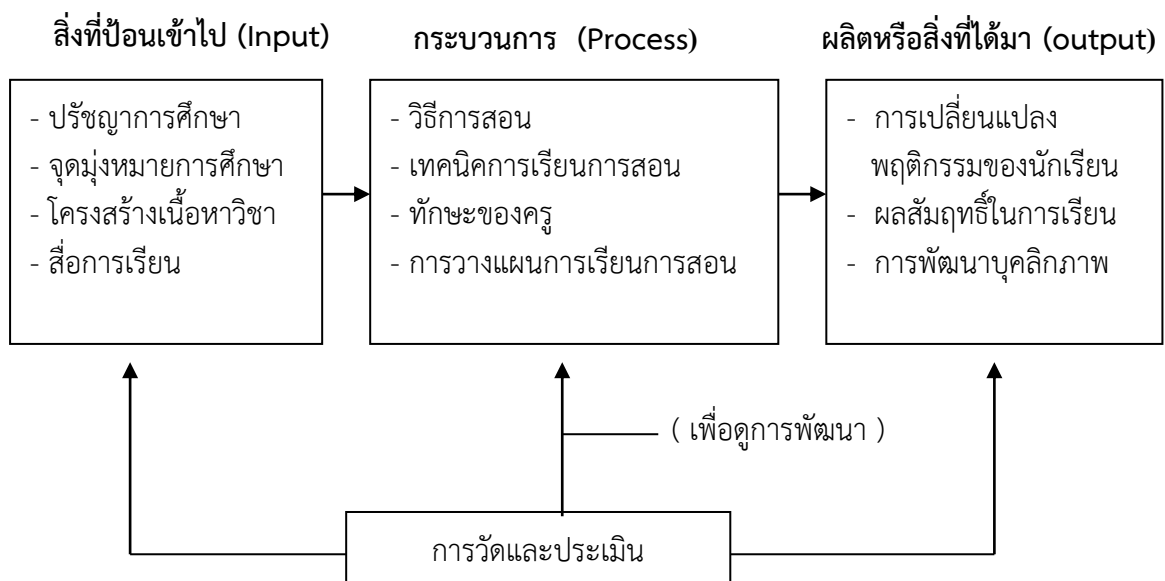 สิ่งที่ป้อนเข้าไป (Input)
กระบวนการ (Process)
ผลิตหรือสิ่งที่ได้มา (output)
- ปรัชญาการศึกษา
- จุดมุ่งหมายการศึกษา
- โครงสร้างเนื้อหาวิชา
- สื่อการเรียน
- วิธีการสอน
- เทคนิคการเรียนการสอน
- ทักษะของครู
- การวางแผนการเรียนการสอน
- การเปลี่ยนแปลง
พฤติกรรมของนักเรียน
- ผลสัมฤทธิ์ในการเรียน
- การพัฒนาบุคลิกภาพ
( เพื่อดูการพัฒนา )
การวัดและประเมิน